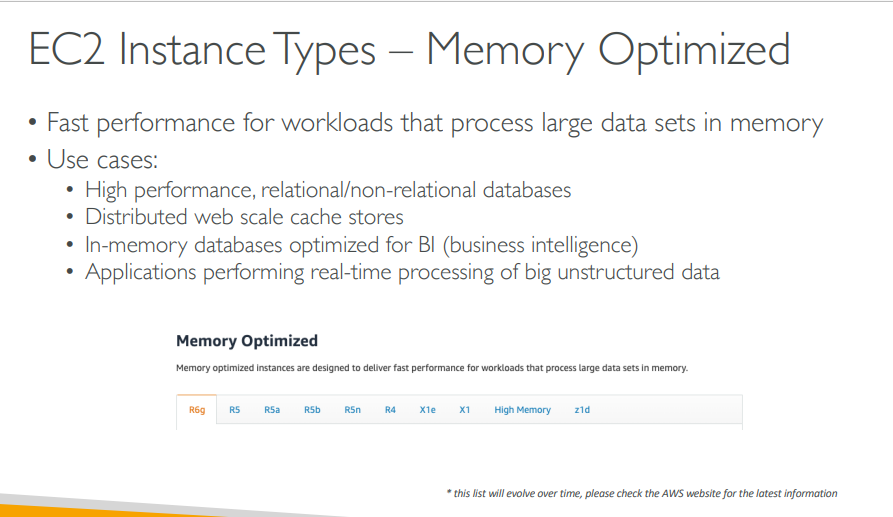 EC2 Instance Types – Memory Optimized
• Fast performance for workloads that process large data sets in memory
• Use cases:
• High performance, relational/non-relational databases
• Distributed web scale cache stores
• In-memory databases optimized for BI (business intelligence)
• Applications performing real-time processing of big unstructured data
Memory Optimized
Memory optimized instances are designed to deliver fast performance for workloads that process large data sets in memory.
R6g R5 R5a R5b R5n R4 X1e X1 High Memory z1d
* this list will evolve over time, please check the AWS website for the latest information